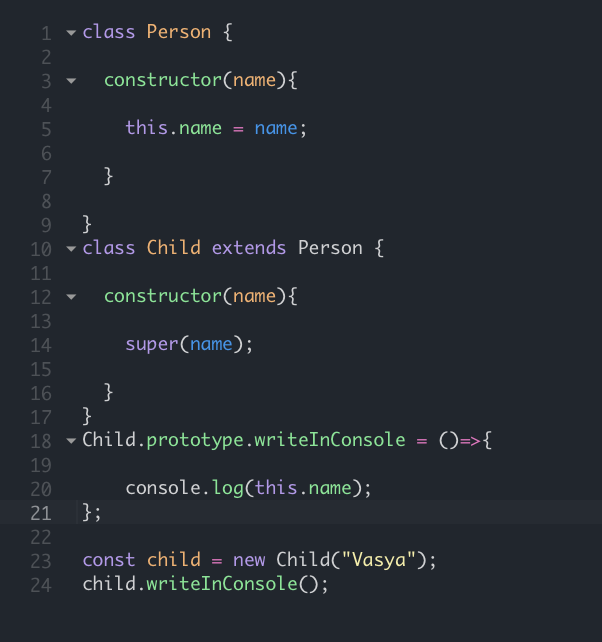 1 class Person {
2
3 constructor(name){
4
5 this.name = name;
6
7 }
8
9 }
10 class Child extends Person {
11
12 constructor(name){
13
14 super(name);
15
16 }
17 }
18 Child.prototype.writeInConsole = ()=>{
19
20 console.log(this.name);
21 };
22
23 const child = new Child("Vasya");
24 child.writeInConsole();